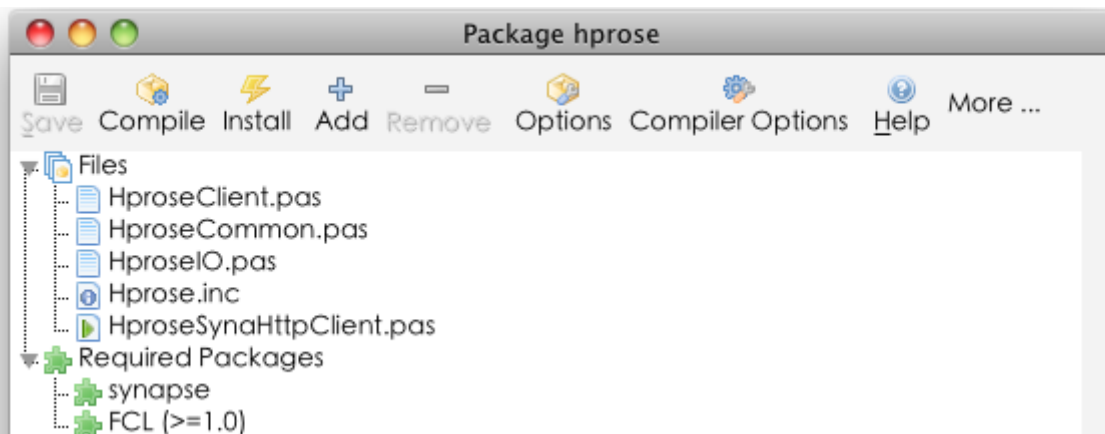 Package hprose
Save Compile Install Add Remove Options Compiler Options Help More ...
Files
HproseClient.pas
HproseCommon.pas
HproseIO.pas
Hprose.inc
HproseSynaHttpClient.pas
Required Packages
synapse
FCL (>=1.0)